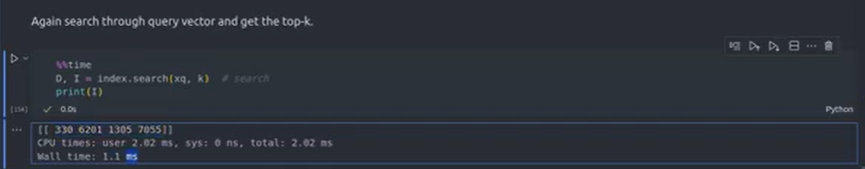 Again search through query vector and get the top-k.
%%time
D, I = index.search(xq, k)  # search
print(I)
[154]
0.0s
Python
[[ 330 6201 1305 7055]]
CPU times: user 2.02 ms, sys: 0 ns, total: 2.02 ms
Wall time: 1.1 ms